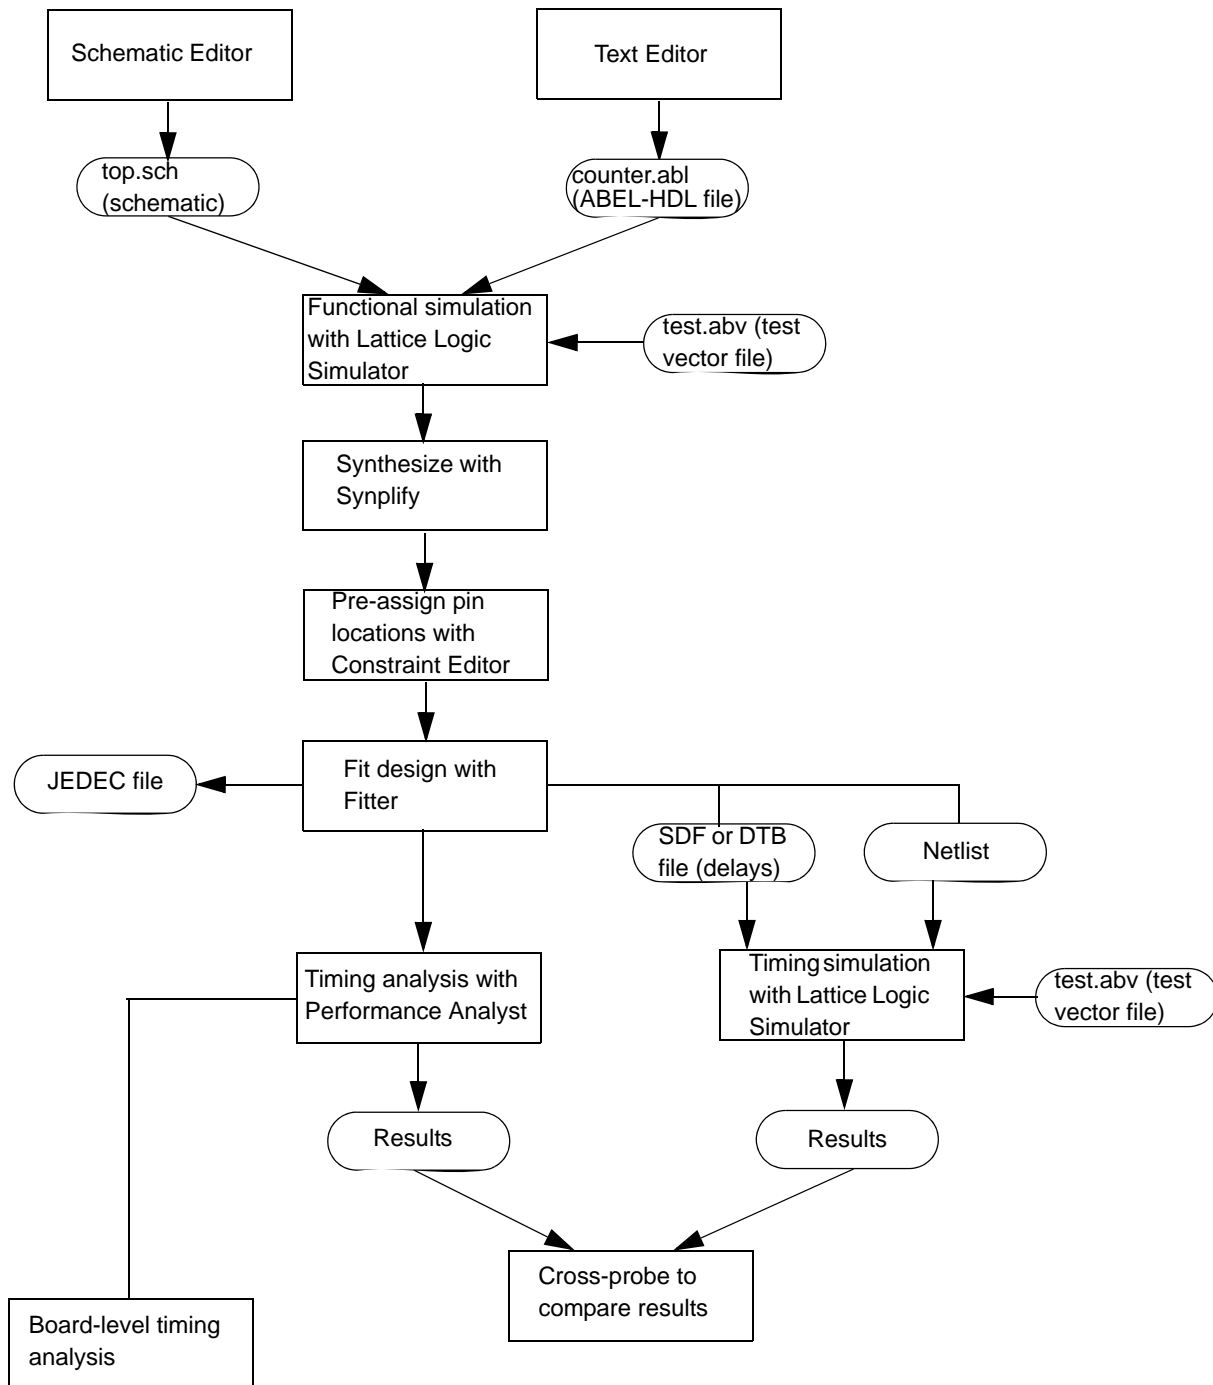 Schematic Editor
Text Editor
top.sch
(schematic)
counter.abl
(ABEL-HDL file)
Functional simulation
with Lattice Logic
Simulator
test.abv (test
vector file)
Synthesize with
Synplify
Pre-assign pin
locations with
Constraint Editor
JEDEC file
Fit design with
Fitter
SDF or DTB
file (delays)
Netlist
Timing analysis with
Performance Analyst
Timing simulation
with Lattice Logic
Simulator
test.abv (test
vector file)
Results
Results
Cross-probe to
compare results
Board-level timing
analysis